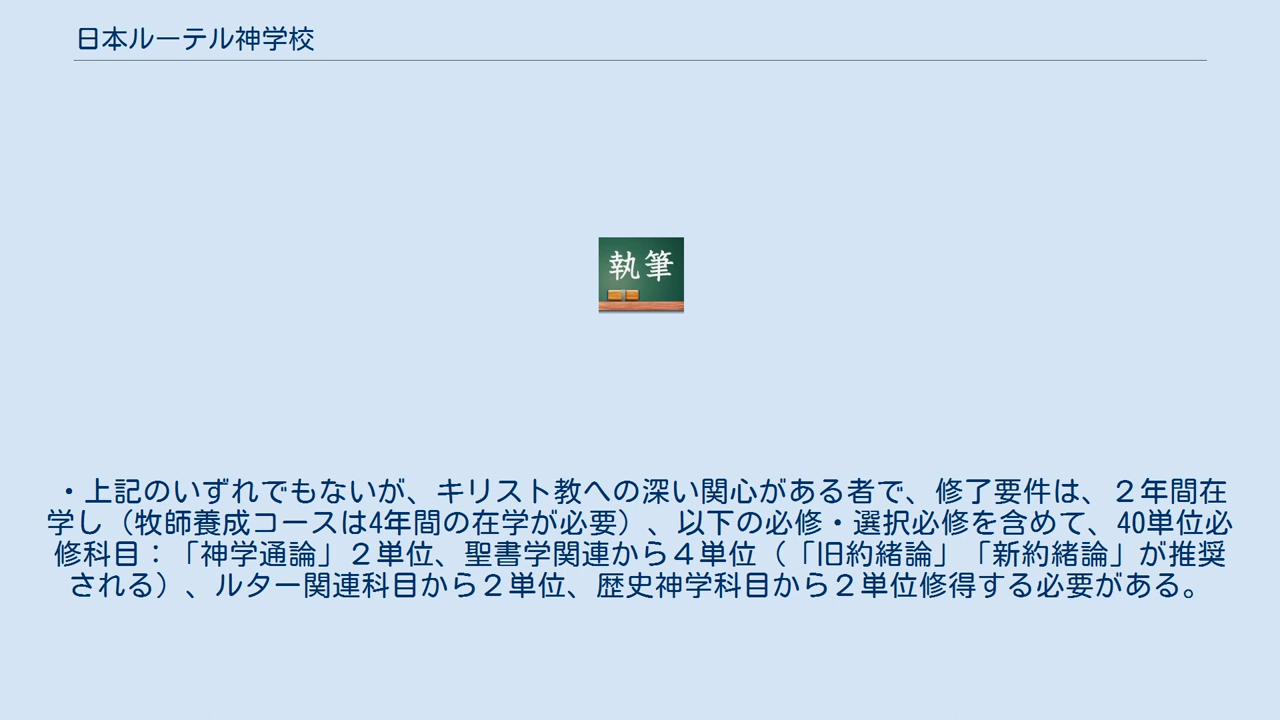 日本ルーテル神学校
執筆
・上記のいずれでもないが、キリスト教への深い関心がある者で、修了要件は、２年間在
学し（牧師養成コースは4年間の在学が必要）、以下の必修・選択必修を含めて、40単位必
修科目：「神学通論」２単位、聖書学関連から４単位（「旧約緒論」「新約緒論」が推奨
される）、ルター関連科目から２単位、歴史神学科目から２単位修得する必要がある。